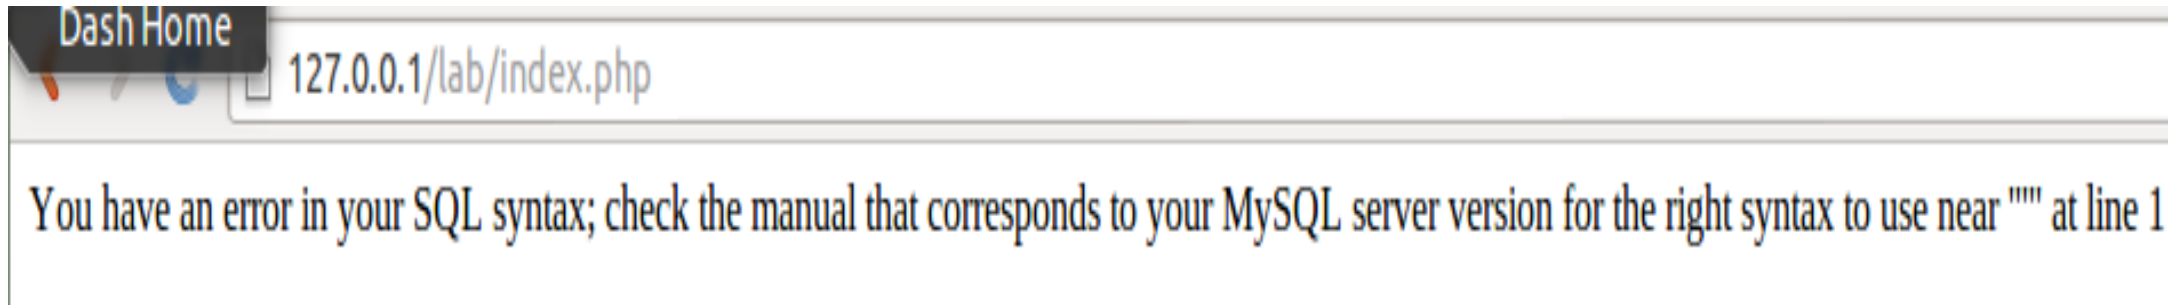 Dash Home
127.0.0.1/lab/index.php
You have an error in your SQL syntax; check the manual that corresponds to your MySQL server version for the right syntax to use near '''' at line 1